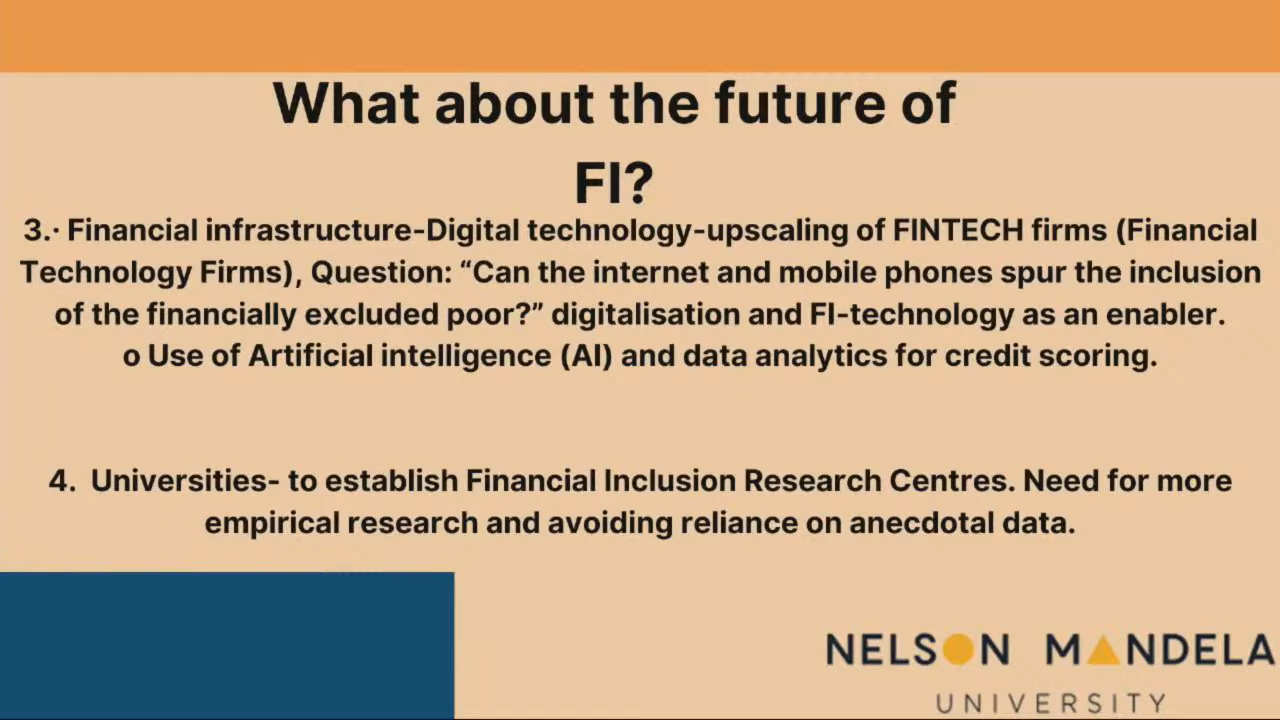 What about the future of
FI?
3.· Financial infrastructure-Digital technology-upscaling of FINTECH firms (Financial
Technology Firms), Question: “Can the internet and mobile phones spur the inclusion
of the financially excluded poor?” digitalisation and FI-technology as an enabler.
o Use of Artificial intelligence (AI) and data analytics for credit scoring.
4. Universities- to establish Financial Inclusion Research Centres. Need for more
empirical research and avoiding reliance on anecdotal data.
NELSON MANDELA
UNIVERSITY